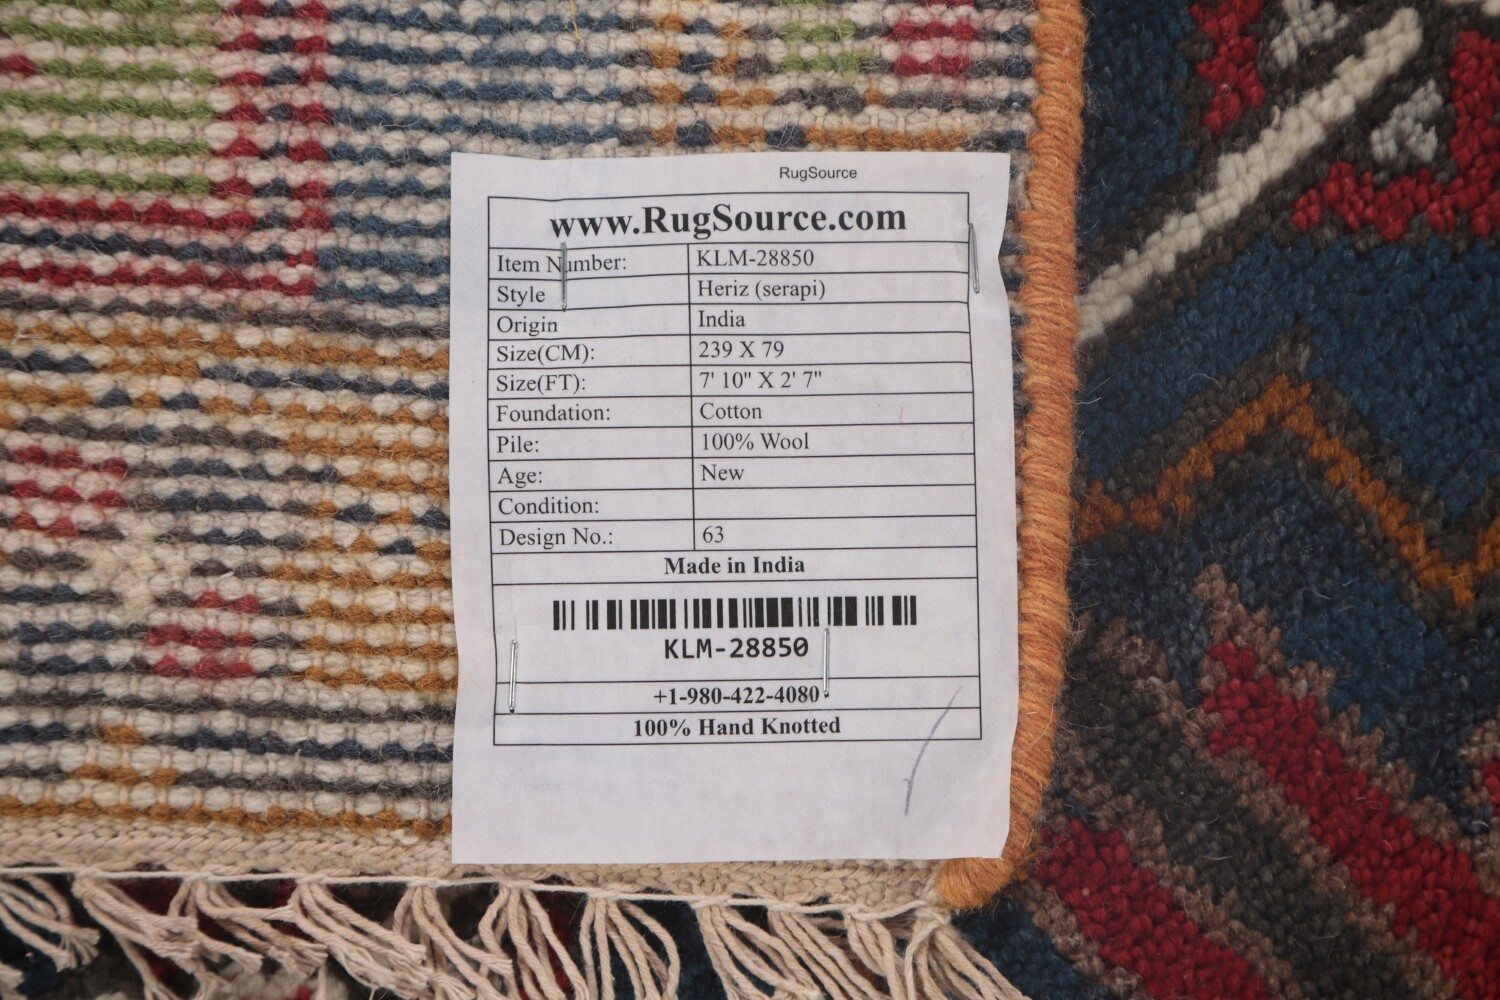 RugSource
www.RugSource.com
Item Number: KLM-28850
Style Heriz (serapi)
Origin India
Size(CM): 239 X 79
Size(FT): 7' 10" X 2' 7"
Foundation: Cotton
Pile: 100% Wool
Age: New
Condition:
Design No.: 63
Made in India
KLM-28850
+1-980-422-4080
100% Hand Knotted